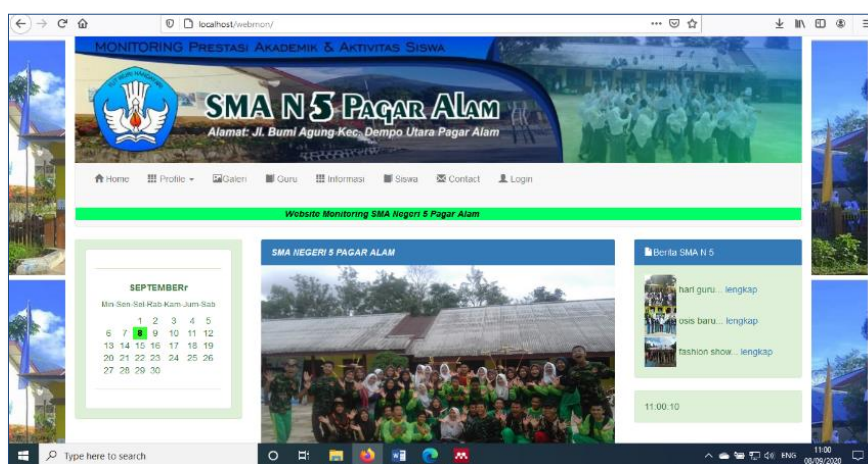 localhost/webmon/
MONITORING PRESTASI AKADEMIK & AKTIVITAS SISWA
SMA N 5 PAGAR ALAM
Alamat: Jl. Bumi Agung Kec. Dempo Utara Pagar Alam
Home Profile Galeri Guru Informasi Siswa Contact Login
Website Monitoring SMA Negeri 5 Pagar Alam
SEPTEMBERr
Min-Sen-Sel-Rab-Kam-Jum-Sab
1 2 3 4 5
6 7 8 9 10 11 12
13 14 15 16 17 18 19
20 21 22 23 24 25 26
27 28 29 30
SMA NEGERI 5 PAGAR ALAM
Berita SMA N 5
hari guru... lengkap
osis baru... lengkap
fashion show... lengkap
11:00:10
Type here to search
ENG
11:00
08/09/2020